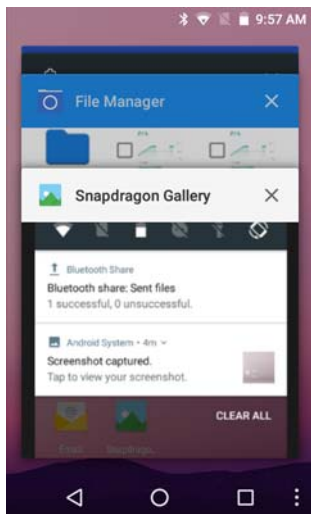 9:57 AM
File Manager
Snapdragon Gallery
Bluetooth Share
Bluetooth share: Sent files
1 successful, 0 unsuccessful.
Android System • 4m
Screenshot captured.
Tap to view your screenshot.
CLEAR ALL
Email